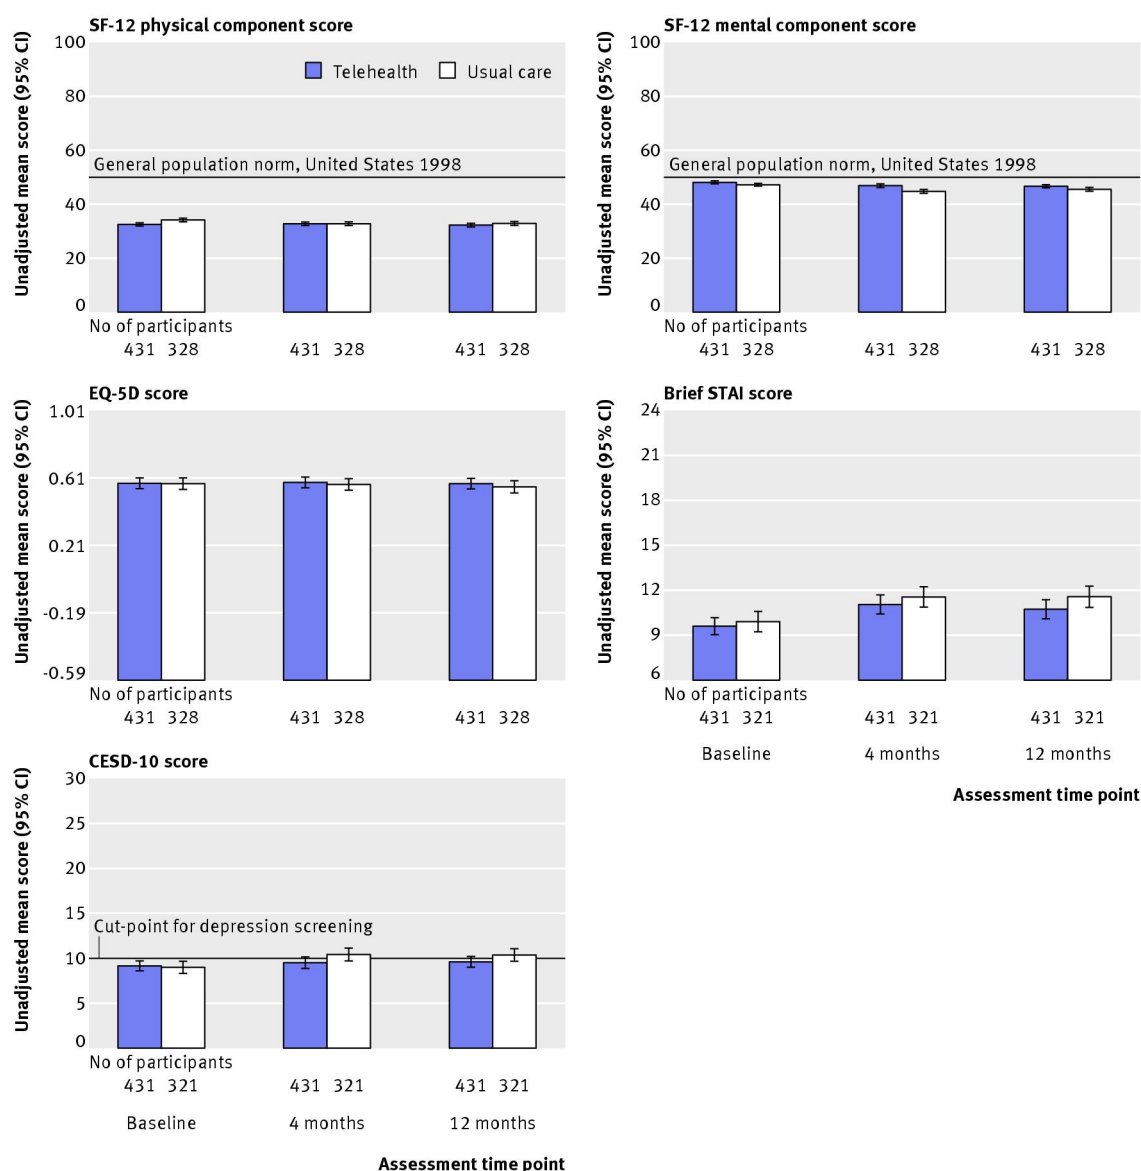 SF-12 physical component score
Unadjusted mean score (95% CI)
100
80
60
40
20
0
Telehealth
Usual care
General population norm, United States 1998
No of participants
431 328 431 328 431 328
SF-12 mental component score
Unadjusted mean score (95% CI)
100
80
60
40
20
0
General population norm, United States 1998
No of participants
431 328 431 328 431 328
EQ-5D score
Unadjusted mean score (95% CI)
1.01
0.61
0.21
-0.19
-0.59
No of participants
431 328 431 328 431 328
Brief STAI score
Unadjusted mean score (95% CI)
24
21
18
15
12
9
6
No of participants
431 321 431 321 431 321
Baseline 4 months 12 months
Assessment time point
CESD-10 score
Unadjusted mean score (95% CI)
30
25
20
15
10
5
0
Cut-point for depression screening
No of participants
431 321 431 321 431 321
Baseline 4 months 12 months
Assessment time point